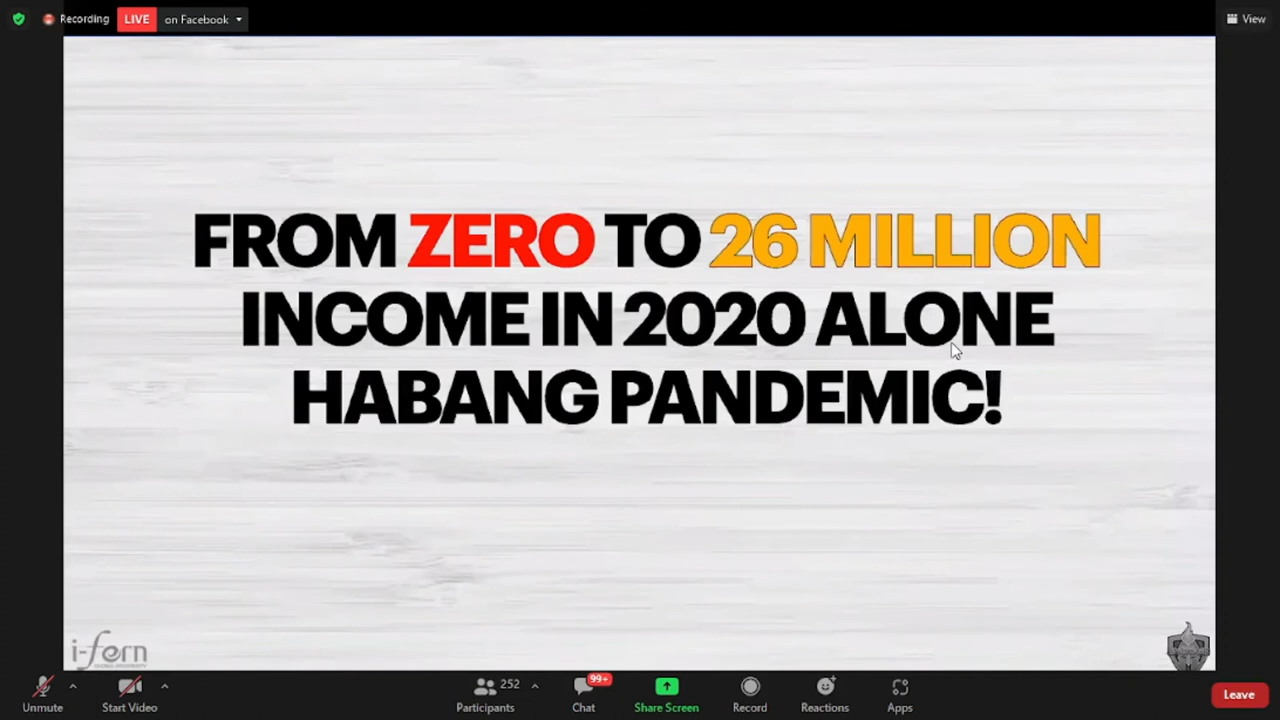 Recording
LIVE
on Facebook
View
FROM ZERO TO 26 MILLION
INCOME IN 2020 ALONE
HABANG PANDEMIC!
i-fern
252
99+
Unmute
Start Video
Participants
Chat
Share Screen
Record
Reactions
Apps
Leave